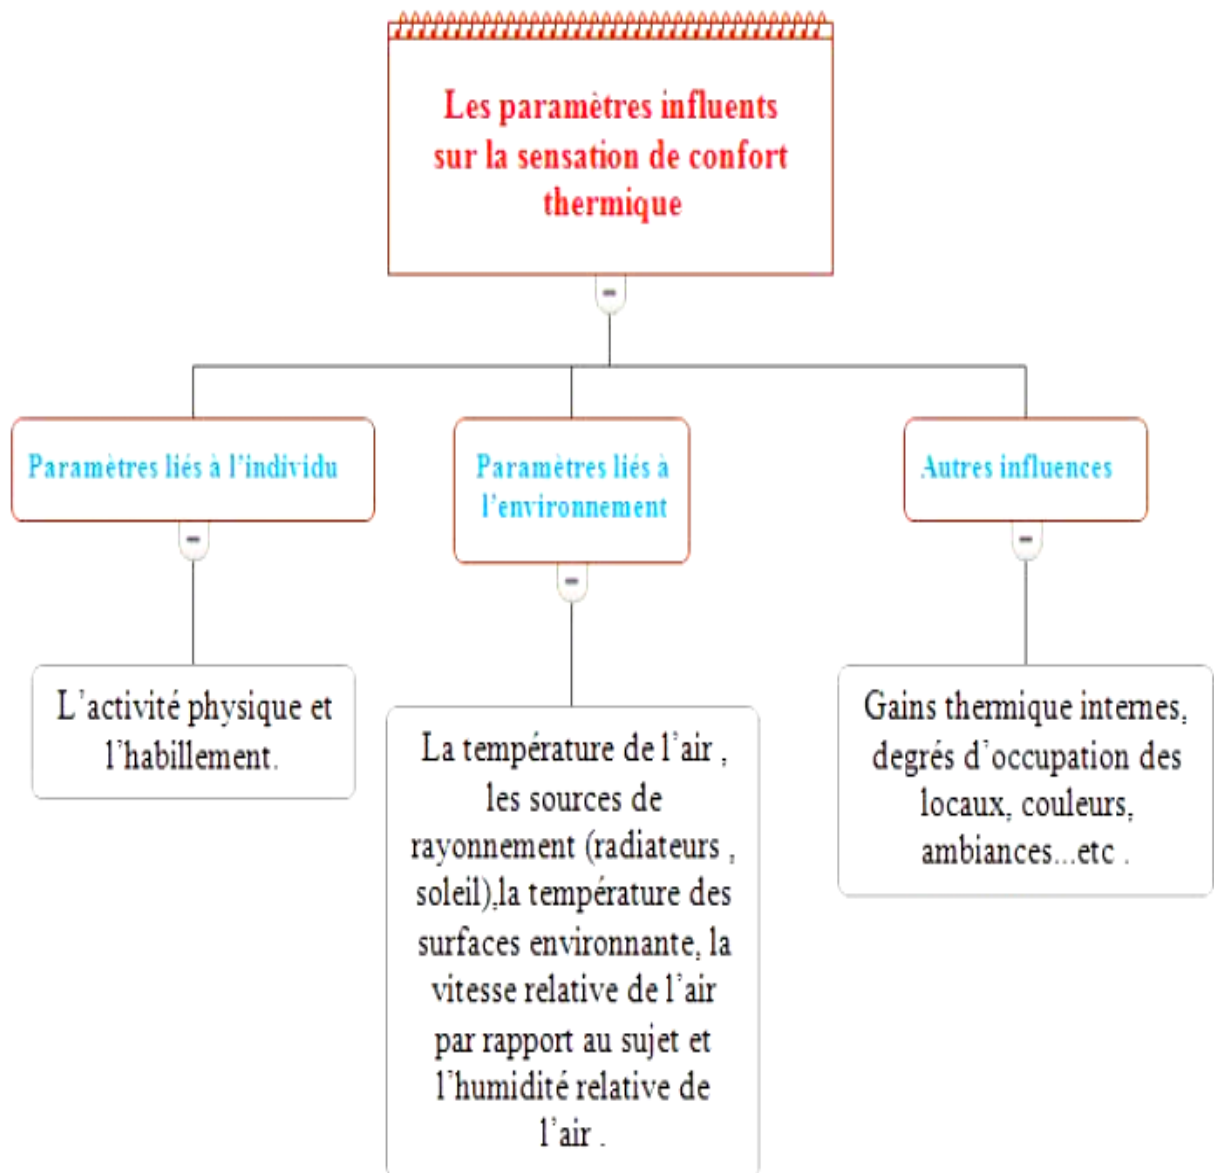 Les paramètres influents
sur la sensation de confort
thermique
Paramètres liés à l'individu
Paramètres liés à
l'environnement
Autres influences
L'activité physique et
l'habillement.
La température de l'air ,
les sources de
rayonnement (radiateurs ,
soleil),la température des
surfaces environnante, la
vitesse relative de l'air
par rapport au sujet et
l'humidité relative de
l'air .
Gains thermique internes,
degrés d'occupation des
locaux, couleurs,
ambiances...etc .